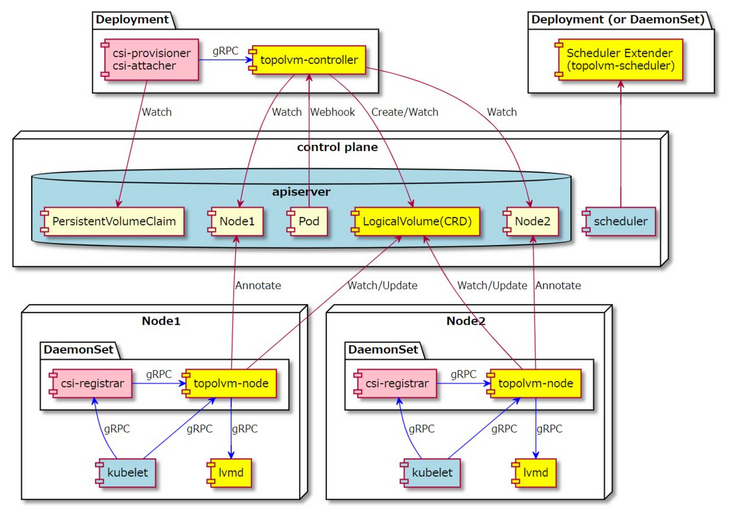 Deployment
csi-provisioner
csi-attacher
gRPC
topolvm-controller
Deployment (or DaemonSet)
Scheduler Extender
(topolvm-scheduler)
Watch
Watch
Webhook
Create/Watch
Watch
control plane
apiserver
PersistentVolumeClaim
Node1
Pod
LogicalVolume(CRD)
Node2
scheduler
Annotate
Watch/Update
Watch/Update
Annotate
Node1
DaemonSet
csi-registrar
gRPC
topolvm-node
gRPC
gRPC
gRPC
kubelet
lvmd
Node2
DaemonSet
csi-registrar
gRPC
topolvm-node
gRPC
gRPC
gRPC
kubelet
lvmd